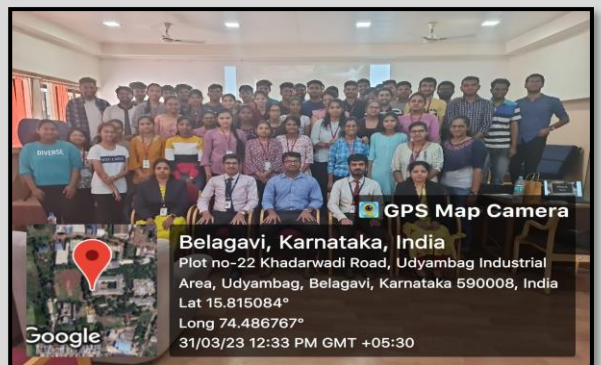 DIVERSE
GPS Map Camera
Belagavi, Karnataka, India
Plot no-22 Khadarwadi Road, Udyambag Industrial
Area, Udyambag, Belagavi, Karnataka 590008, India
Lat 15.815084°
Long 74.486767°
31/03/23 12:33 PM GMT +05:30
Google